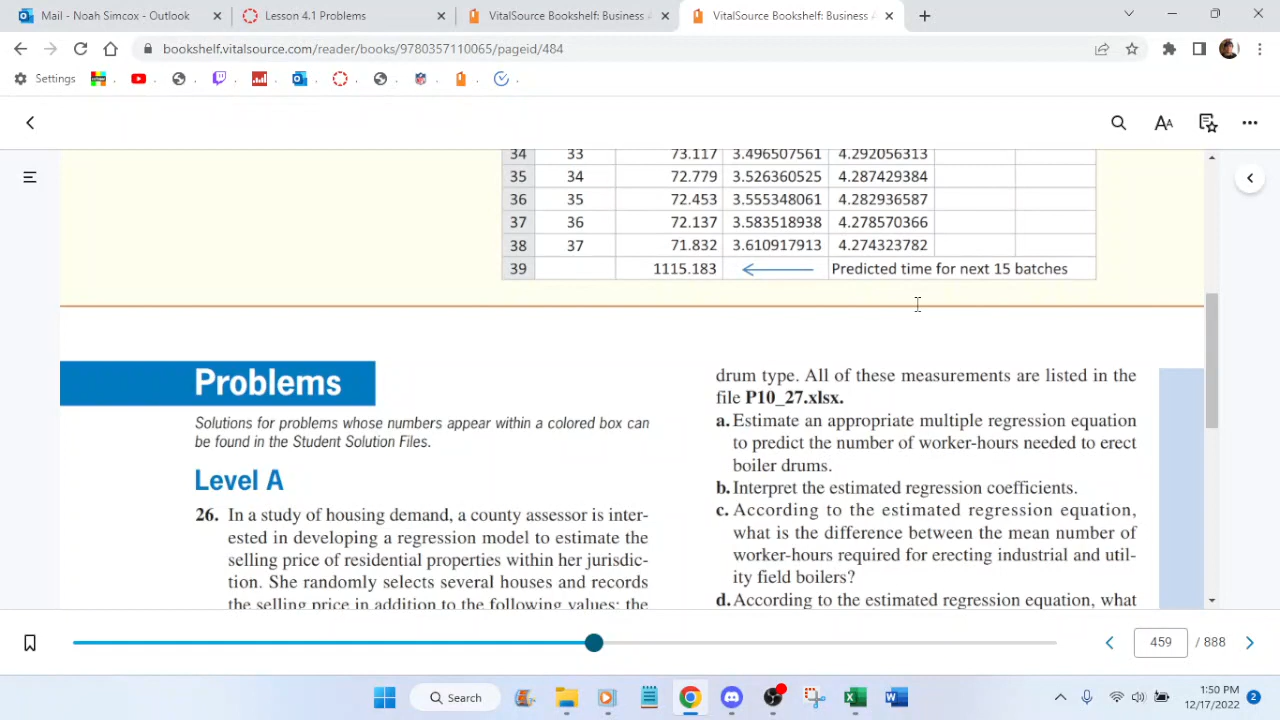 Mail - Noah Simcox - Outlook
Lesson 4.1 Problems
VitalSource Bookshelf: Business A
VitalSource Bookshelf: Business A
bookshelf.vitalsource.com/reader/books/9780357110065/pageid/484
Settings
34 33 73.117 3.496507561 4.292056313
35 34 72.779 3.526360525 4.287429384
36 35 72.453 3.555348061 4.282936587
37 36 72.137 3.583518938 4.278570366
38 37 71.832 3.610917913 4.274323782
39 1115.183 Predicted time for next 15 batches
Problems
Solutions for problems whose numbers appear within a colored box can
be found in the Student Solution Files.
Level A
26. In a study of housing demand, a county assessor is inter-
ested in developing a regression model to estimate the
selling price of residential properties within her jurisdic-
tion. She randomly selects several houses and records
the selling price in addition to the following values: the
drum type. All of these measurements are listed in the
file P10_27.xlsx.
a. Estimate an appropriate multiple regression equation
to predict the number of worker-hours needed to erect
boiler drums.
b. Interpret the estimated regression coefficients.
c. According to the estimated regression equation,
what is the difference between the mean number of
worker-hours required for erecting industrial and util-
ity field boilers?
d. According to the estimated regression equation, what
459 / 888
Search
1:50 PM
12/17/2022
2